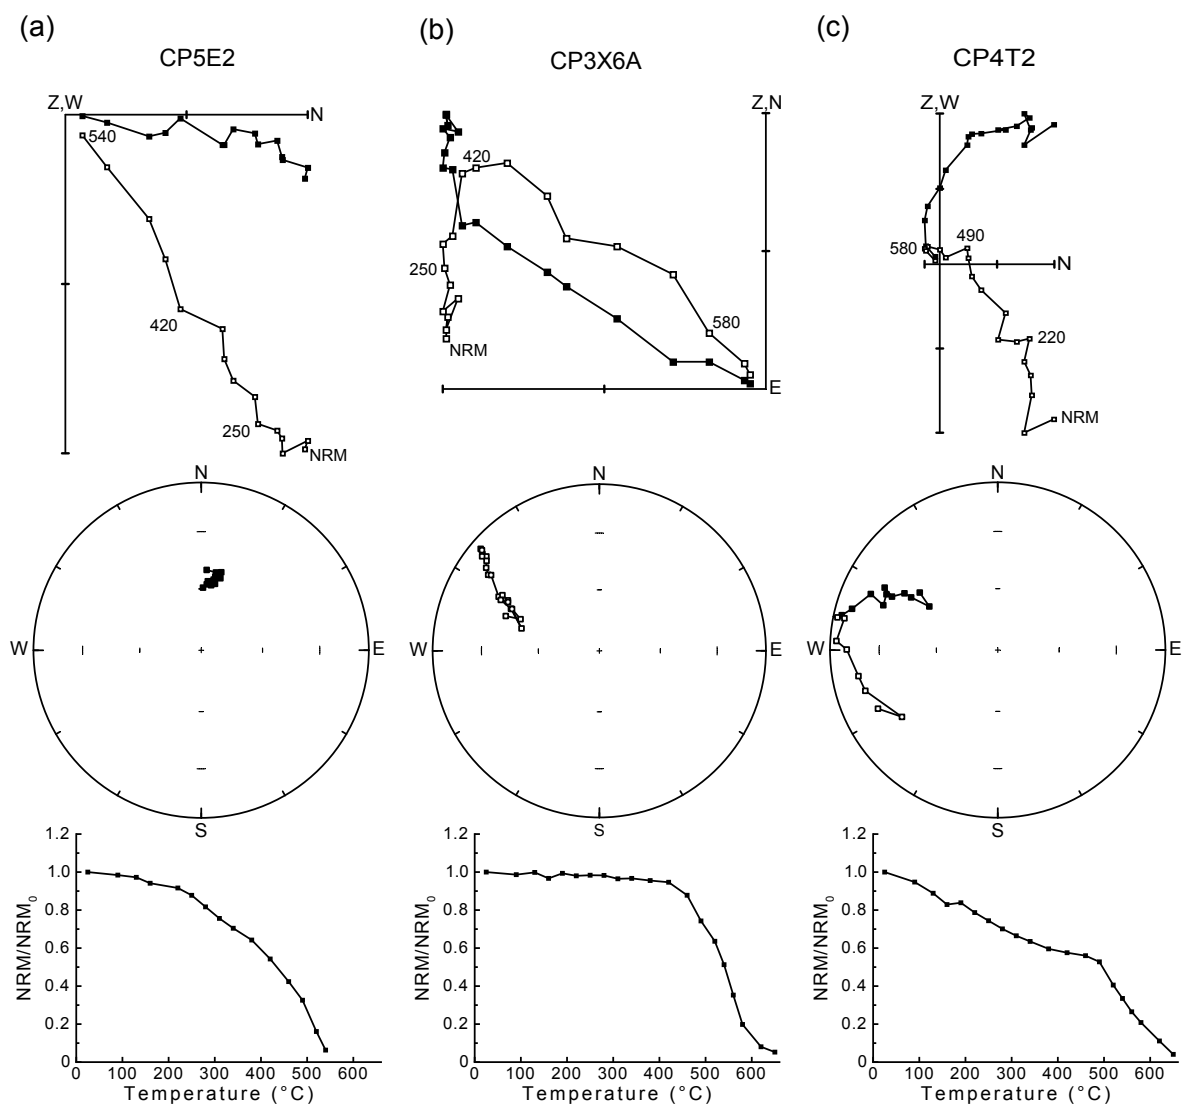 (a)
CP5E2
Z,W
N
540
420
250
NRM
(b)
CP3X6A
Z,N
420
250
NRM
580
E
(c)
CP4T2
Z,W
490
580
N
220
NRM
N
W
E
S
N
W
E
S
N
W
E
S
NRM/NRM0
1.2
1.0
0.8
0.6
0.4
0.2
0
0 100 200 300 400 500 600
Temperature (°C)
NRM/NRM0
1.2
1.0
0.8
0.6
0.4
0.2
0
0 100 200 300 400 500 600
Temperature (°C)
NRM/NRM0
1.2
1.0
0.8
0.6
0.4
0.2
0
0 100 200 300 400 500 600
Temperature (°C)